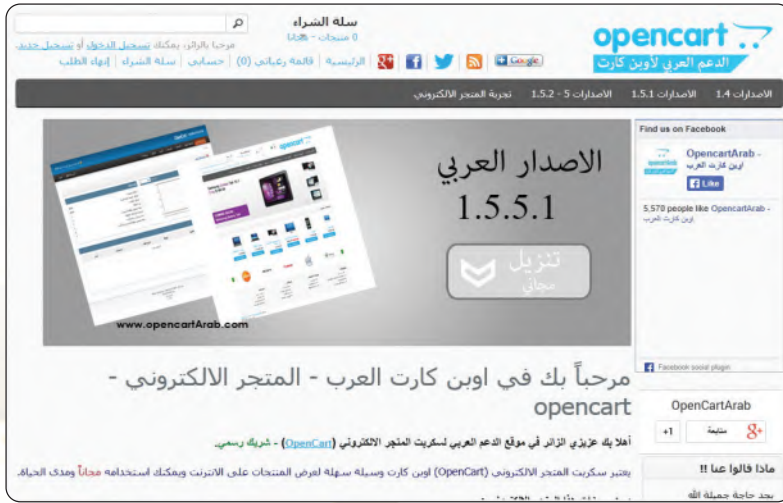 opencart
الدعم العربي لأوبن كارت
سلة الشراء
0 منتجات - مجانا
مرحبا بالزائر، يمكنك تسجيل الدخول أو تسجيل جديد.
الرئيسية | قائمة رغباتي (0) | حسابي | سلة الشراء | إنهاء الطلب
Google
الاصدارات 1.4 الاصدارات 1.5.1 الاصدارات 5 - 1.5.2 تجربة المتجر الالكتروني
الاصدار العربي
1.5.5.1
تنزيل
مجاني
www.opencartArab.com
Find us on Facebook
OpencartArab -
اوبن كارت العرب
Like
5,570 people like OpencartArab -
اوبن كارت العرب
Facebook social plugin
OpenCartArab
متابعة
+1
ماذا قالوا عنا !!
بجد حاجة جميلة الله
مرحباً بك في اوبن كارت العرب - المتجر الالكتروني -
opencart
أهلا بك عزيزي الزائر في موقع الدعم العربي لسكربت المتجر الالكتروني (OpenCart) - شريك رسمي.
يعتبر سكربت المتجر الالكتروني (OpenCart) اوبن كارت وسيلة سهلة لعرض المنتجات على الانترنت ويمكنك استخدامه مجاناً ومدى الحياة.